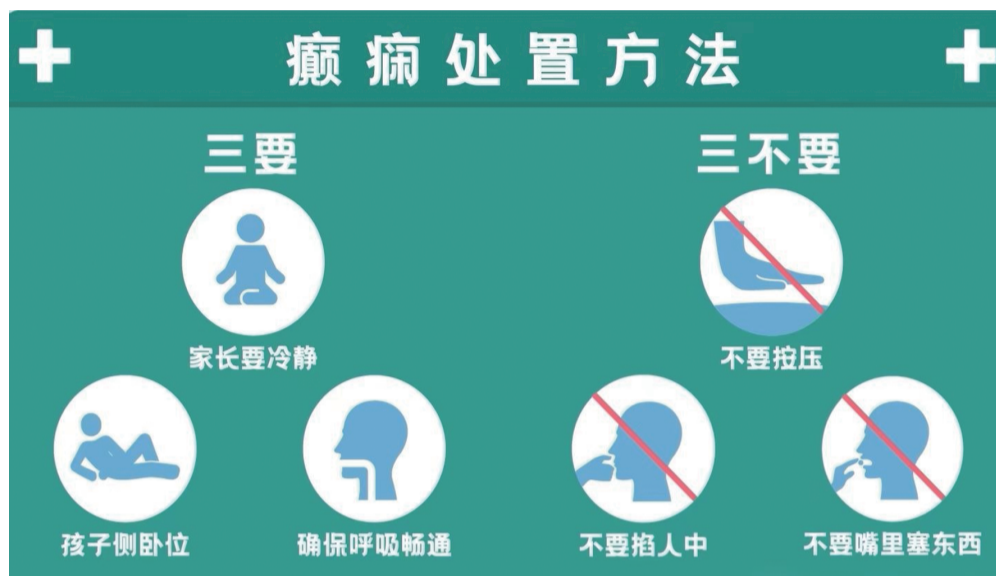 癫痫处置方法
三要
家长要冷静
孩子侧卧位
确保呼吸畅通
三不要
不要按压
不要掐人中
不要嘴里塞东西